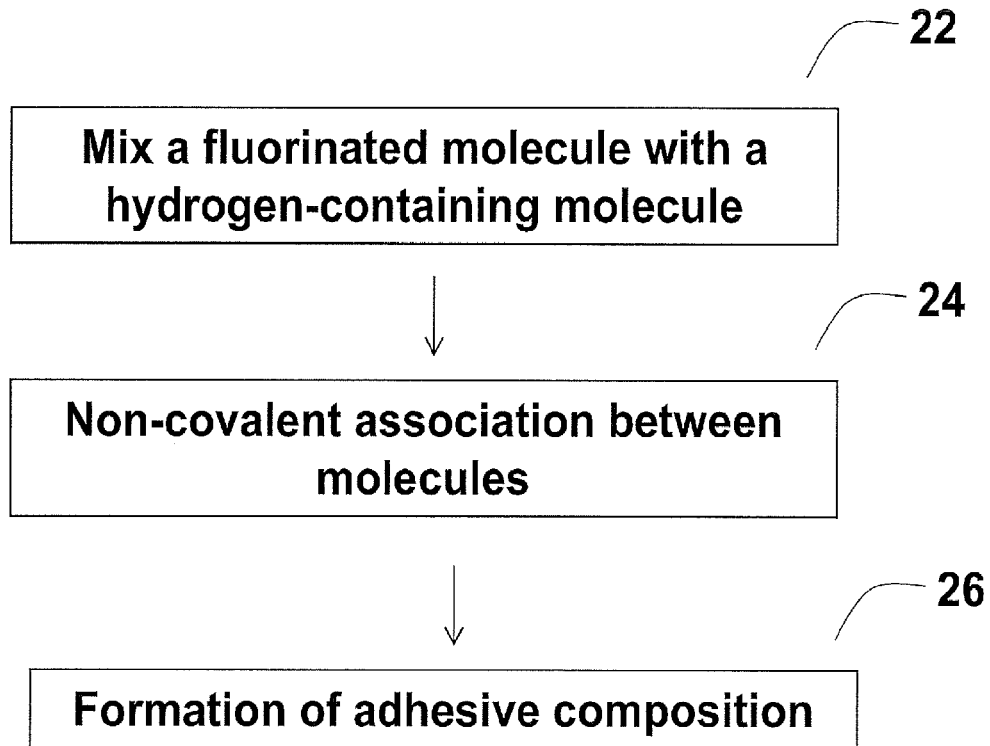 22
Mix a fluorinated molecule with a
hydrogen-containing molecule
24
Non-covalent association between
molecules
26
Formation of adhesive composition